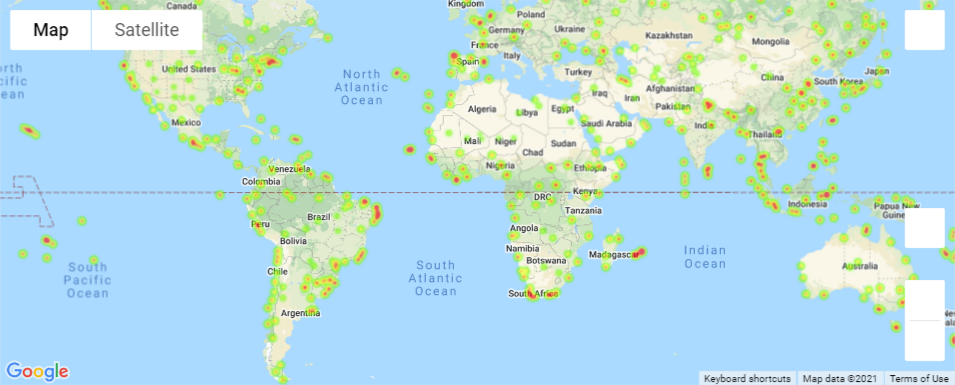 Canada
Kingdom
Map
Satellite
Poland
Germany
Ukraine
Kazakhstan
Mongolia
France
Spain
Italy
North
Atlantic
Ocean
United States
Turkey
China
South Korea
Japan
Iraq
Iran
Afghanistan
Pakistan
Algeria
Libya
Egypt
Saudi Arabia
India
Mexico
Mali
Niger
Chad
Sudan
Thailand
Venezuela
Nigeria
Ethiopia
Colombia
DRC
Kenya
Indonesia
Papua New
Guinea
Tanzania
Brazil
Peru
Angola
Bolivia
Namibia
Botswana
Madagascar
Indian
Ocean
South
Pacific
Ocean
South
Atlantic
Ocean
Chile
Australia
South Africa
Argentina
Google
Keyboard shortcuts
Map data ©2021
Terms of Use